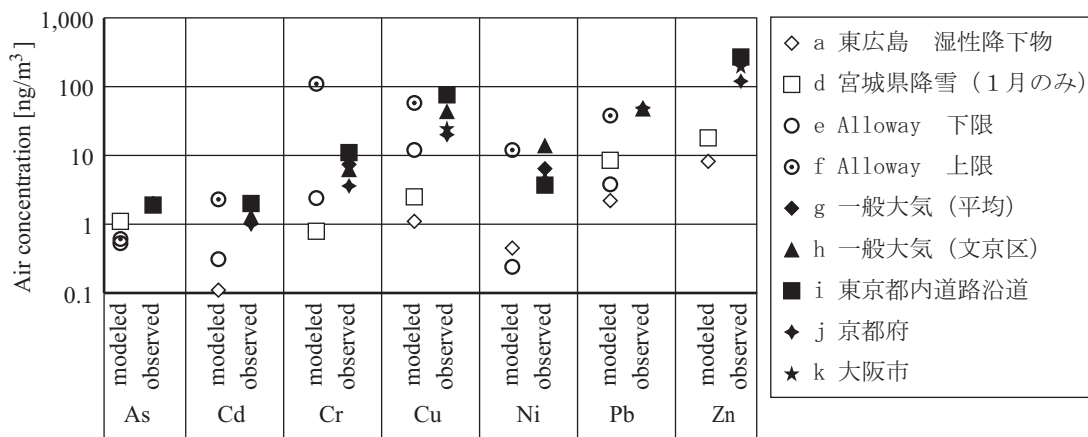 Air concentration [ng/m³]
1,000
100
10
1
0.1
modeled observed modeled observed modeled observed modeled observed modeled observed modeled observed modeled observed
As Cd Cr Cu Ni Pb Zn
a 東広島 湿性降下物
d 宮城県降雪（１月のみ）
e Alloway 下限
f Alloway 上限
g 一般大気（平均）
h 一般大気（文京区）
i 東京都内道路沿道
j 京都府
k 大阪市